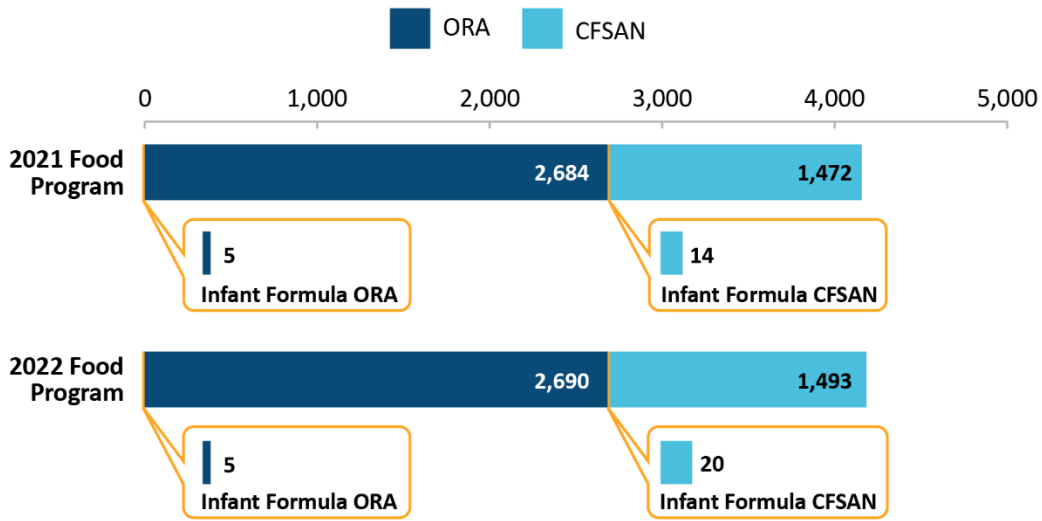 ORA CFSAN
0 1,000 2,000 3,000 4,000 5,000
2021 Food
Program
2,684 1,472
5
Infant Formula ORA
14
Infant Formula CFSAN
2022 Food
Program
2,690 1,493
5
Infant Formula ORA
20
Infant Formula CFSAN